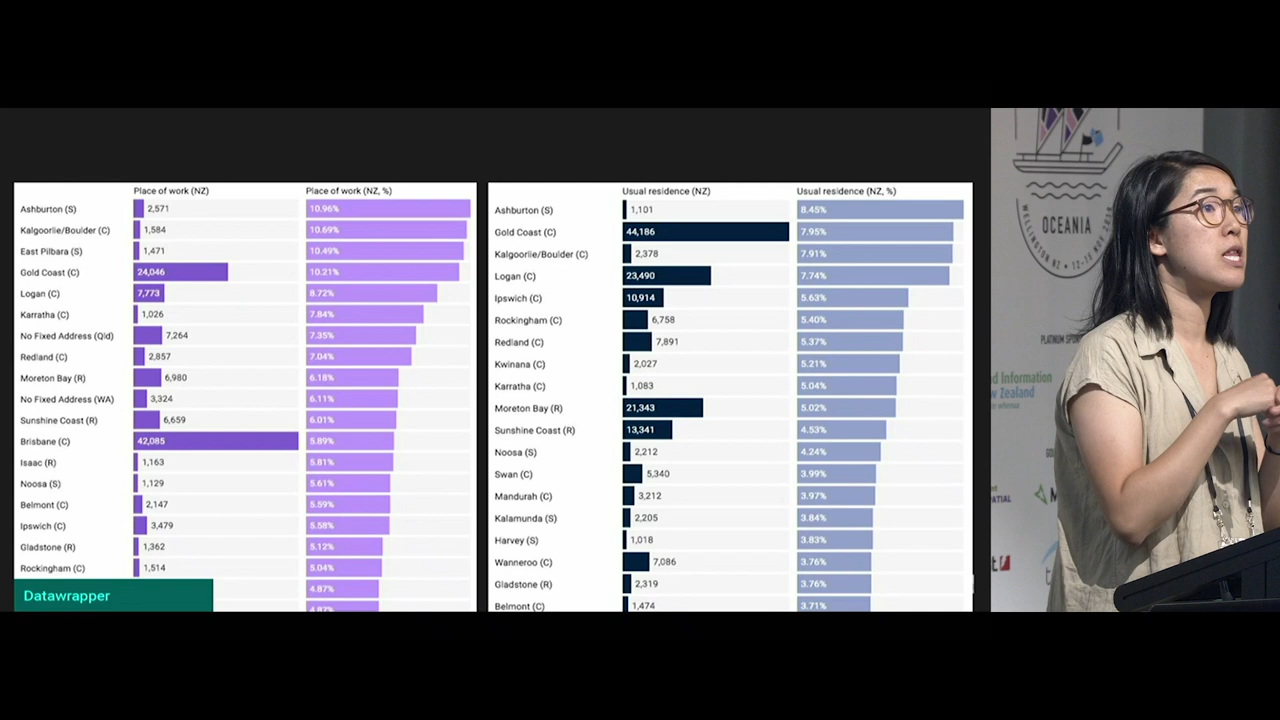 Place of work (NZ) Place of work (NZ, %)
Ashburton (S) 2,571 10.96%
Kalgoorlie/Boulder (C) 1,584 10.69%
East Pilbara (S) 1,471 10.49%
Gold Coast (C) 24,046 10.21%
Logan (C) 7,773 8.72%
Karratha (C) 1,026 7.84%
No Fixed Address (Qld) 7,264 7.35%
Redland (C) 2,857 7.04%
Moreton Bay (R) 6,980 6.18%
No Fixed Address (WA) 3,324 6.11%
Sunshine Coast (R) 6,659 6.01%
Brisbane (C) 42,085 5.89%
Isaac (R) 1,163 5.81%
Noosa (S) 1,129 5.61%
Belmont (C) 2,147 5.59%
Ipswich (C) 3,479 5.58%
Gladstone (R) 1,362 5.12%
Rockingham (C) 1,514 5.04%
4.87%
4.87%
Datawrapper
Usual residence (NZ) Usual residence (NZ, %)
Ashburton (S) 1,101 8.45%
Gold Coast (C) 44,186 7.95%
Kalgoorlie/Boulder (C) 2,378 7.91%
Logan (C) 23,490 7.74%
Ipswich (C) 10,914 5.63%
Rockingham (C) 6,758 5.40%
Redland (C) 7,891 5.37%
Kwinana (C) 2,027 5.21%
Karratha (C) 1,083 5.04%
Moreton Bay (R) 21,343 5.02%
Sunshine Coast (R) 13,341 4.53%
Noosa (S) 2,212 4.24%
Swan (C) 5,340 3.99%
Mandurah (C) 3,212 3.97%
Kalamunda (S) 2,205 3.84%
Harvey (S) 1,018 3.83%
Wanneroo (C) 7,086 3.76%
Gladstone (R) 2,319 3.76%
Belmont (C) 1,474 3.71%
OCEANIA
WELLINGTON NZ
PLATINUM
Information
Zealand